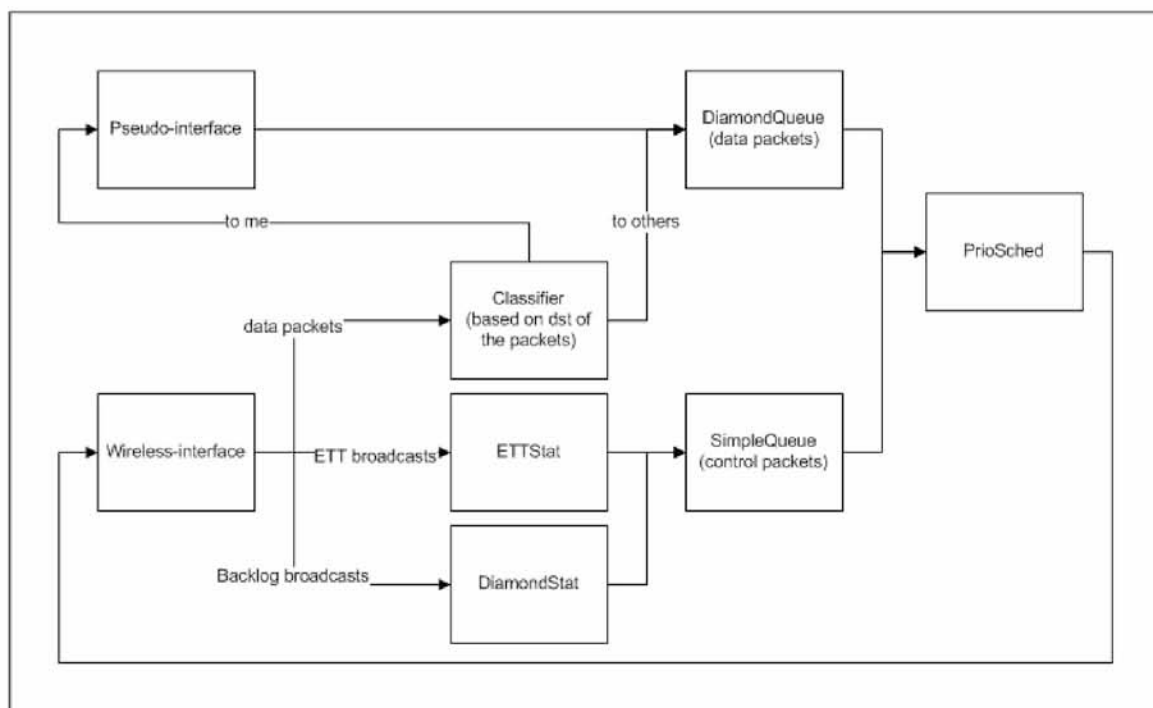 Pseudo-interface
DiamondQueue
(data packets)
to me
to others
PrioSched
Classifier
(based on dst of
the packets)
data packets
Wireless-interface
ETT broadcasts
ETTStat
SimpleQueue
(control packets)
Backlog broadcasts
DiamondStat